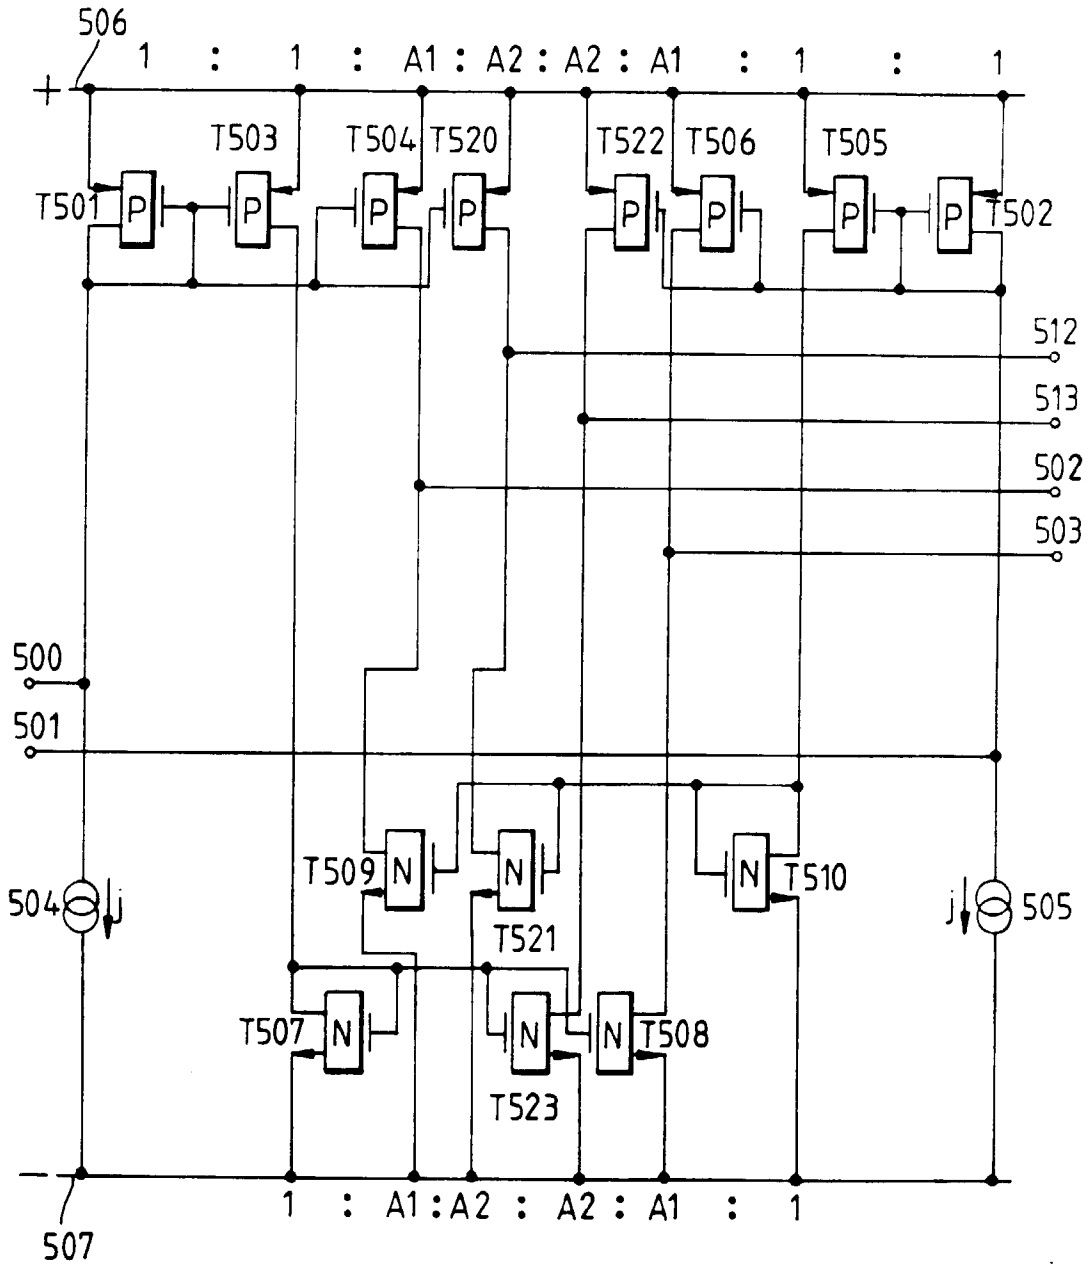 506
1 : 1 : A1 : A2 : A2 : A1 : 1 : 1
+
T503 T504 T520 T522 T506 T505
T501 P P P P P P P P T502
512
513
502
503
500
501
T509 N N N T510
504 j j 505
T521
T507 N N N T508
T523
−
1 : A1 : A2 : A2 : A1 : 1
507